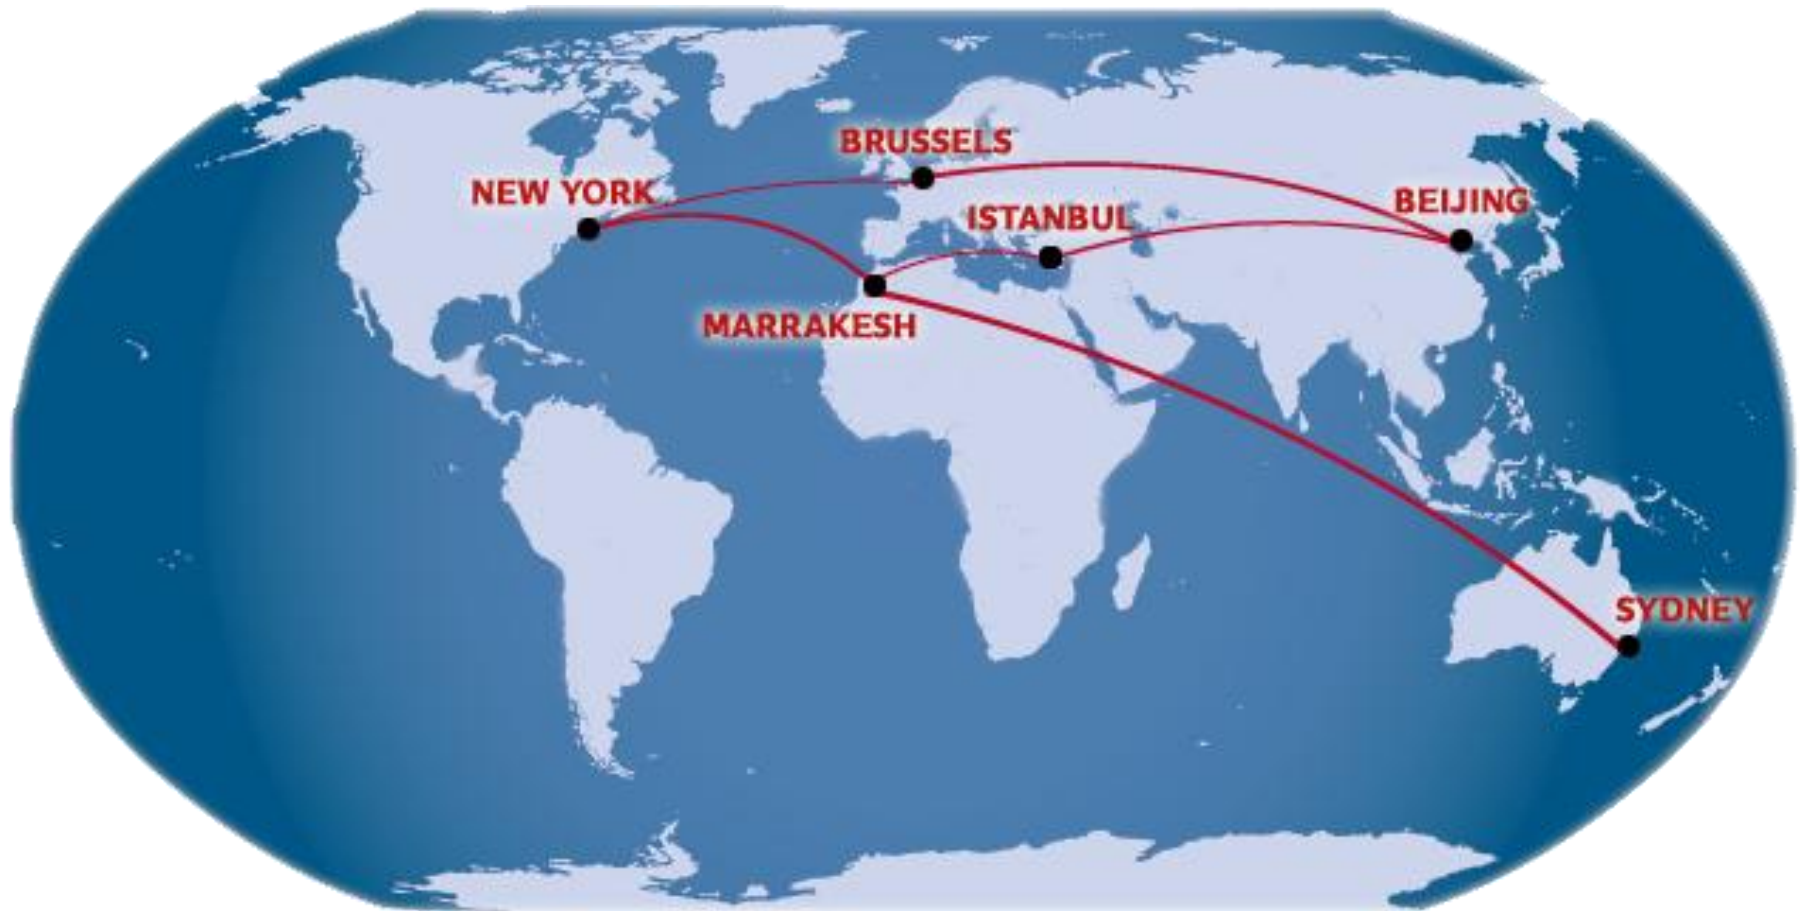 BRUSSELS
NEW YORK
BEIJING
ISTANBUL
MARRAKESH
SYDNEY